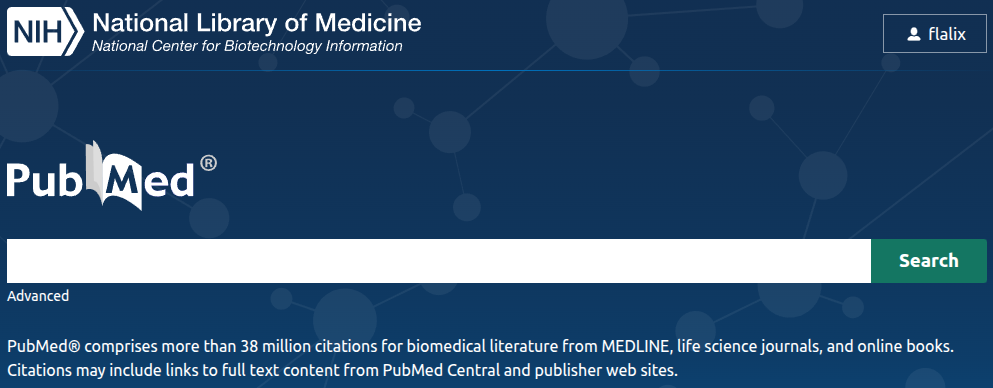 NIH National Library of Medicine
National Center for Biotechnology Information
flalix
PubMed®
Search
Advanced
PubMed® comprises more than 38 million citations for biomedical literature from MEDLINE, life science journals, and online books.
Citations may include links to full text content from PubMed Central and publisher web sites.